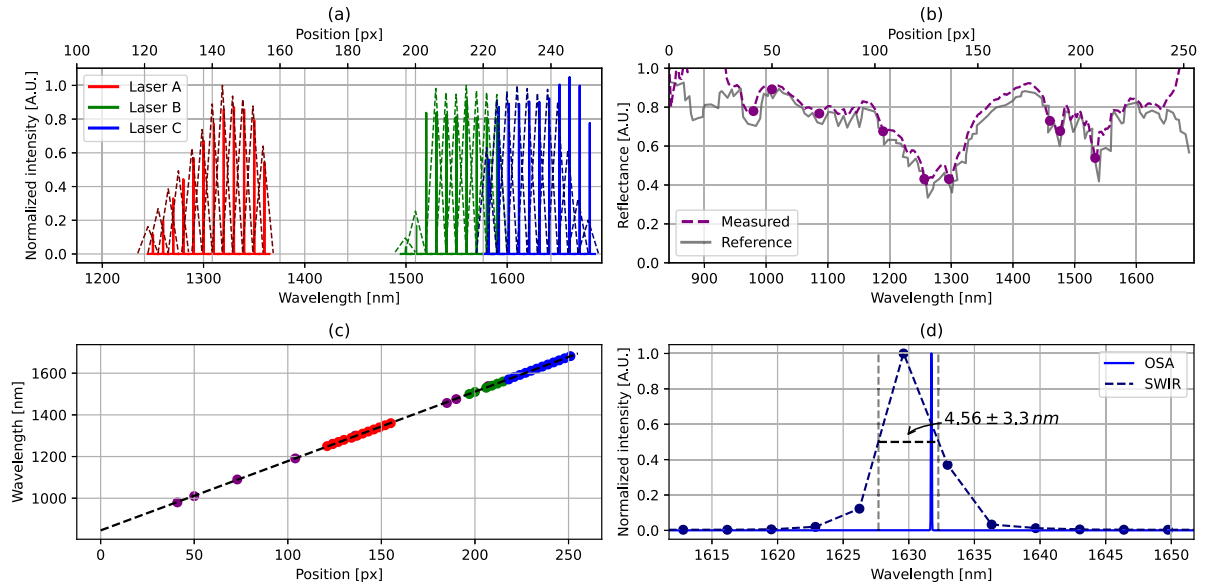 (a)
Position [px]
100 120 140 160 180 200 220 240
Normalized intensity [A.U.]
1.0
0.8
0.6
0.4
0.2
0.0
Laser A
Laser B
Laser C
1200 1300 1400 1500 1600
Wavelength [nm]
(b)
Position [px]
0 50 100 150 200 250
Reflectance [A.U.]
1.0
0.8
0.6
0.4
0.2
0.0
Measured
Reference
900 1000 1100 1200 1300 1400 1500 1600
Wavelength [nm]
(c)
Wavelength [nm]
1600
1400
1200
1000
0 50 100 150 200 250
Position [px]
(d)
Normalized intensity [A.U.]
1.0
0.8
0.6
0.4
0.2
0.0
OSA
SWIR
4.56 ± 3.3 nm
1615 1620 1625 1630 1635 1640 1645 1650
Wavelength [nm]